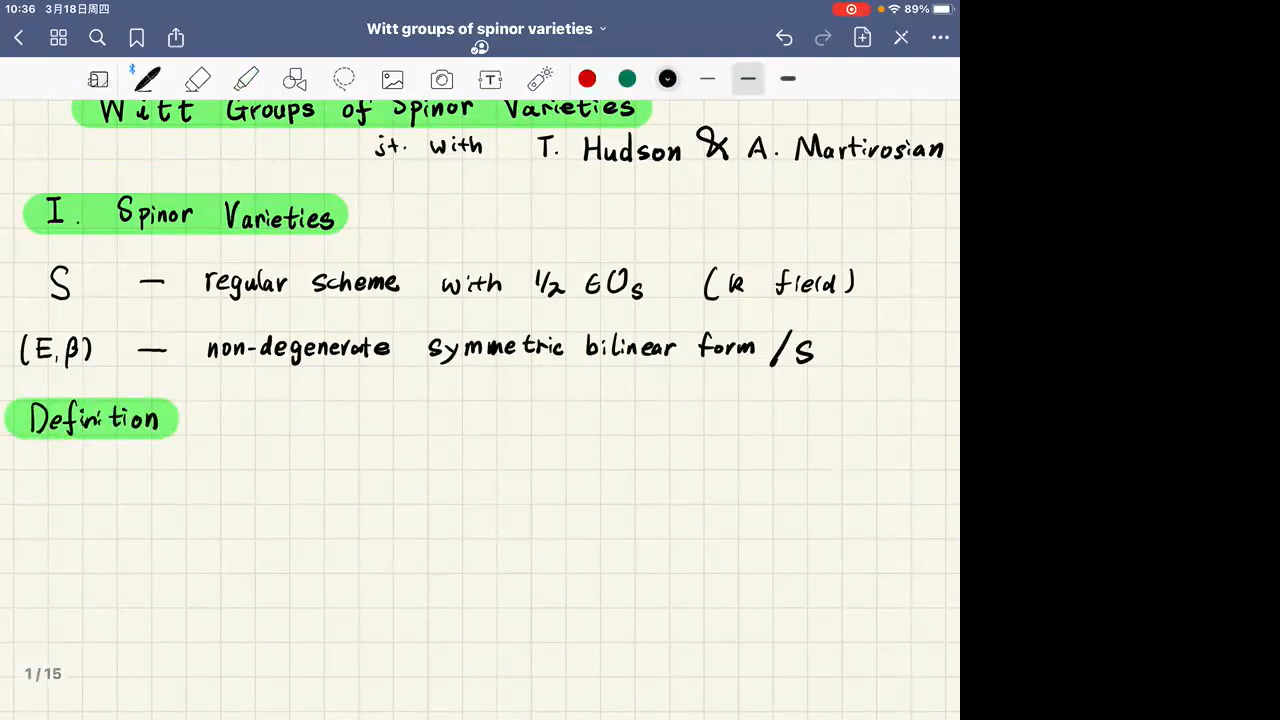 10:36 3月18日周四
89%
Witt groups of spinor varieties
T
Witt Groups of Spinor Varieties
jt. with T. Hudson & A. Martirosian
I. Spinor Varieties
S — regular scheme with 1/2 ∈ O_S (k field)
(E, β) — non-degenerate symmetric bilinear form /S
Definition
1/15